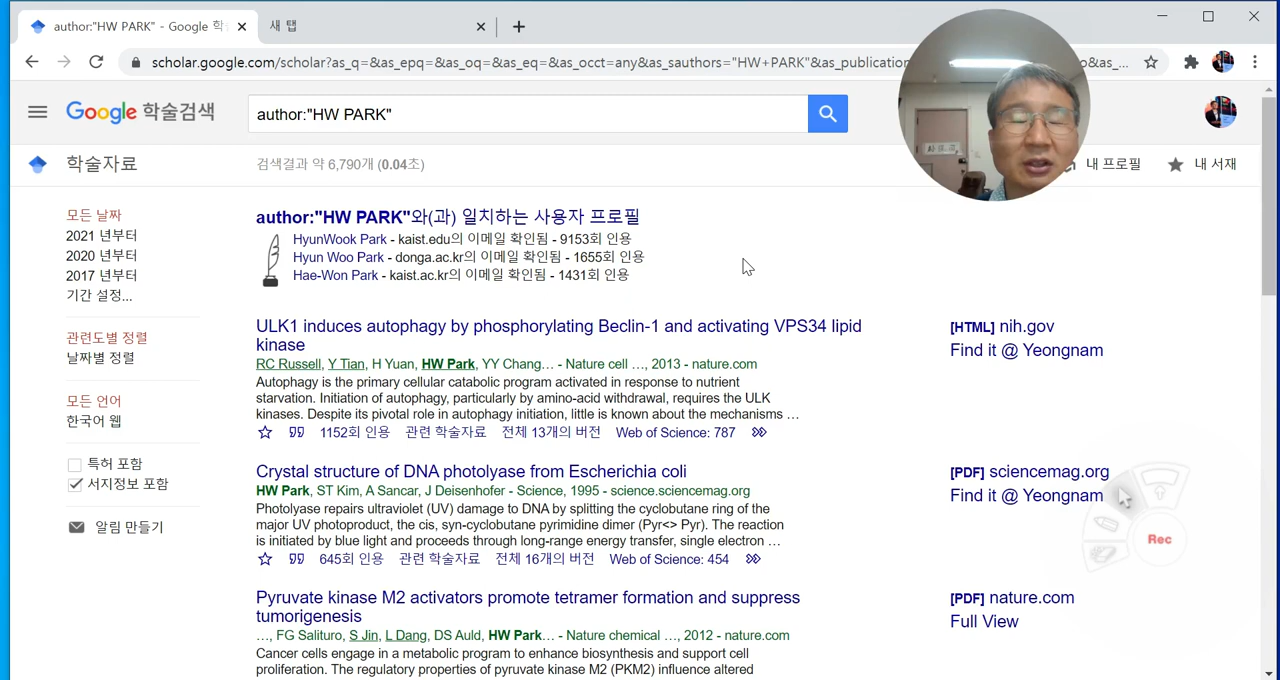 author:"HW PARK" - Google 학
새 탭
scholar.google.com/scholar?as_q=&as_epq=&as_oq=&as_eq=&as_occt=any&as_sauthors="HW+PARK"&as_publication
o&as_...
Google 학술검색
author:"HW PARK"
학술자료
검색결과 약 6,790개 (0.04초)
내 프로필
내 서재
모든 날짜
2021 년부터
2020 년부터
2017 년부터
기간 설정...
관련도별 정렬
날짜별 정렬
모든 언어
한국어 웹
특허 포함
서지정보 포함
알림 만들기
author:"HW PARK"와(과) 일치하는 사용자 프로필
HyunWook Park - kaist.edu의 이메일 확인됨 - 9153회 인용
Hyun Woo Park - donga.ac.kr의 이메일 확인됨 - 1655회 인용
Hae-Won Park - kaist.ac.kr의 이메일 확인됨 - 1431회 인용
ULK1 induces autophagy by phosphorylating Beclin-1 and activating VPS34 lipid
kinase
RC Russell, Y Tian, H Yuan, HW Park, YY Chang… - Nature cell …, 2013 - nature.com
Autophagy is the primary cellular catabolic program activated in response to nutrient
starvation. Initiation of autophagy, particularly by amino-acid withdrawal, requires the ULK
kinases. Despite its pivotal role in autophagy initiation, little is known about the mechanisms …
1152회 인용 관련 학술자료 전체 13개의 버전 Web of Science: 787
[HTML] nih.gov
Find it @ Yeongnam
Crystal structure of DNA photolyase from Escherichia coli
HW Park, ST Kim, A Sancar, J Deisenhofer - Science, 1995 - science.sciencemag.org
Photolyase repairs ultraviolet (UV) damage to DNA by splitting the cyclobutane ring of the
major UV photoproduct, the cis, syn-cyclobutane pyrimidine dimer (Pyr<> Pyr). The reaction
is initiated by blue light and proceeds through long-range energy transfer, single electron …
645회 인용 관련 학술자료 전체 16개의 버전 Web of Science: 454
[PDF] sciencemag.org
Find it @ Yeongnam
Rec
Pyruvate kinase M2 activators promote tetramer formation and suppress
tumorigenesis
…, FG Salituro, S Jin, L Dang, DS Auld, HW Park… - Nature chemical …, 2012 - nature.com
Cancer cells engage in a metabolic program to enhance biosynthesis and support cell
proliferation. The regulatory properties of pyruvate kinase M2 (PKM2) influence altered
[PDF] nature.com
Full View